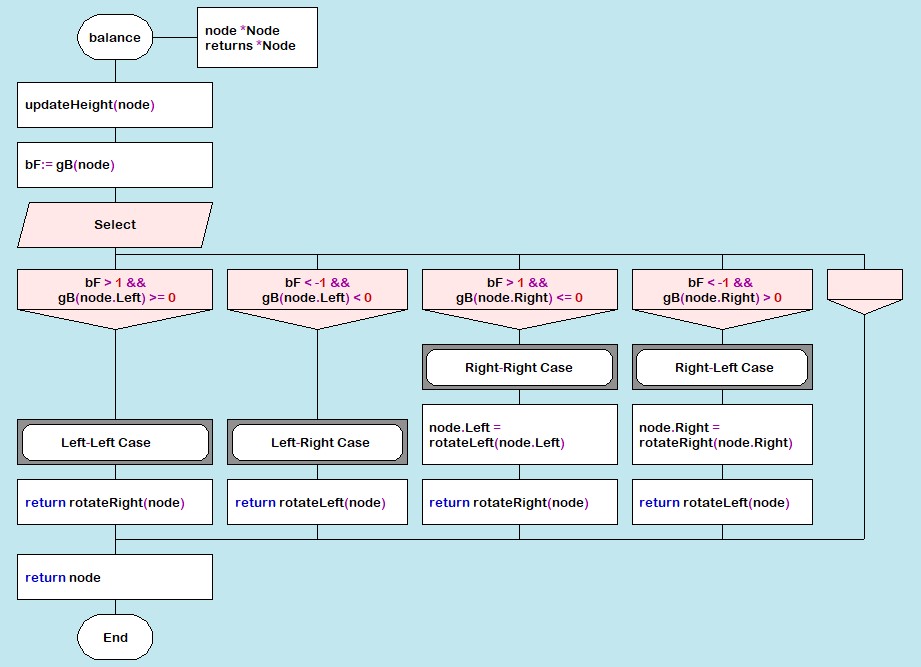 balance
node *Node
returns *Node
updateHeight(node)
bF:= gB(node)
Select
bF > 1 &&
gB(node.Left) >= 0
bF < -1 &&
gB(node.Left) < 0
bF > 1 &&
gB(node.Right) <= 0
bF < -1 &&
gB(node.Right) > 0
Right-Right Case
Right-Left Case
node.Left =
rotateLeft(node.Left)
node.Right =
rotateRight(node.Right)
Left-Left Case
Left-Right Case
return rotateRight(node)
return rotateLeft(node)
return rotateRight(node)
return rotateLeft(node)
return node
End